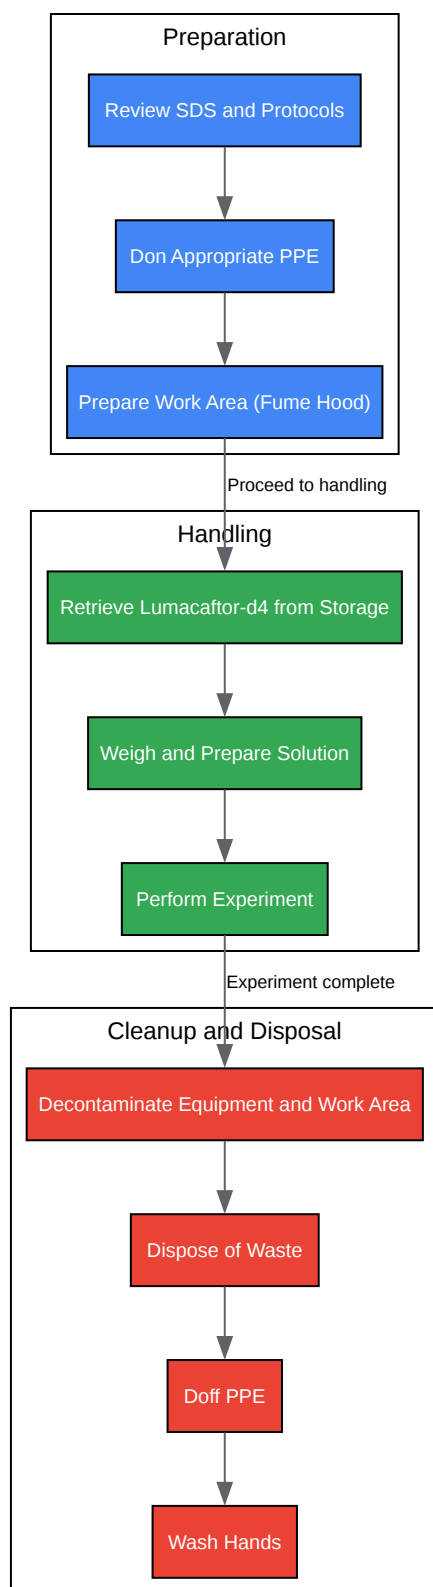 Preparation
Review SDS and Protocols
Don Appropriate PPE
Prepare Work Area (Fume Hood)
Proceed to handling
Handling
Retrieve Lumacaftor-d4 from Storage
Weigh and Prepare Solution
Perform Experiment
Experiment complete
Cleanup and Disposal
Decontaminate Equipment and Work Area
Dispose of Waste
Doff PPE
Wash Hands